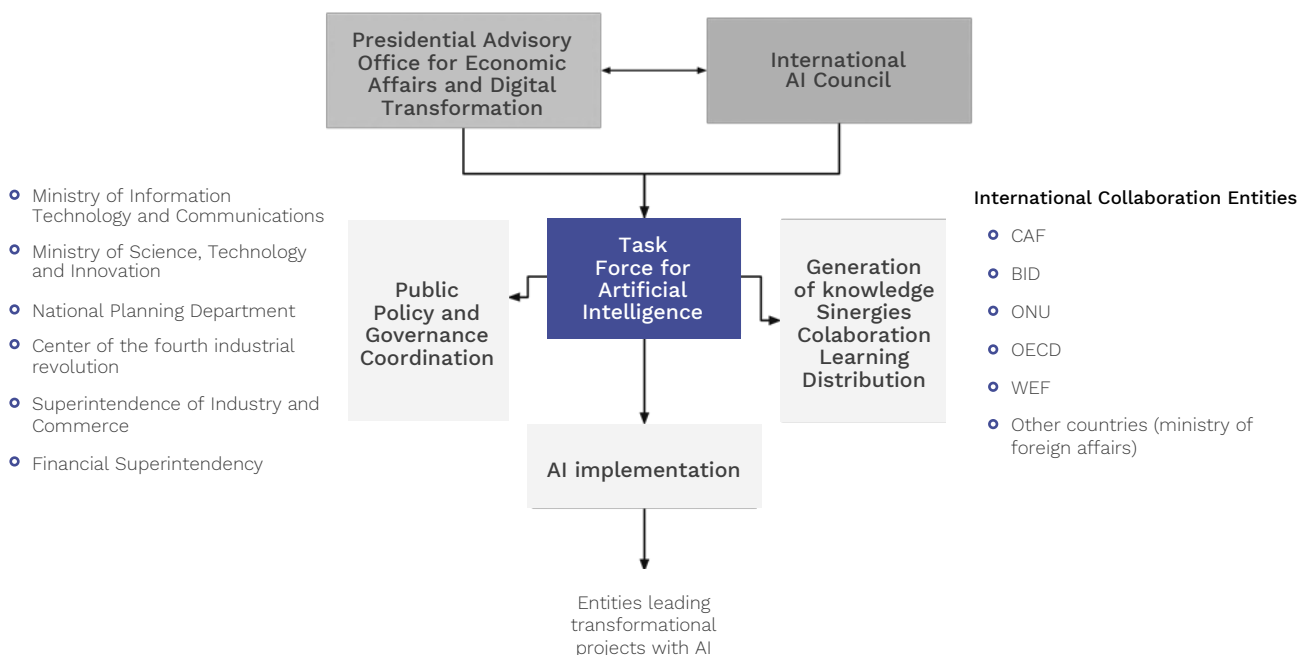 Presidential Advisory
Office for Economic
Affairs and Digital
Transformation
International
AI Council
Ministry of Information
Technology and Communications
Ministry of Science, Technology
and Innovation
National Planning Department
Center of the fourth industrial
revolution
Superintendence of Industry and
Commerce
Financial Superintendency
Public
Policy and
Governance
Coordination
Task
Force for
Artificial
Intelligence
Generation
of knowledge
Sinergies
Colaboration
Learning
Distribution
International Collaboration Entities
CAF
BID
ONU
OECD
WEF
Other countries (ministry of
foreign affairs)
AI implementation
Entities leading
transformational
projects with AI